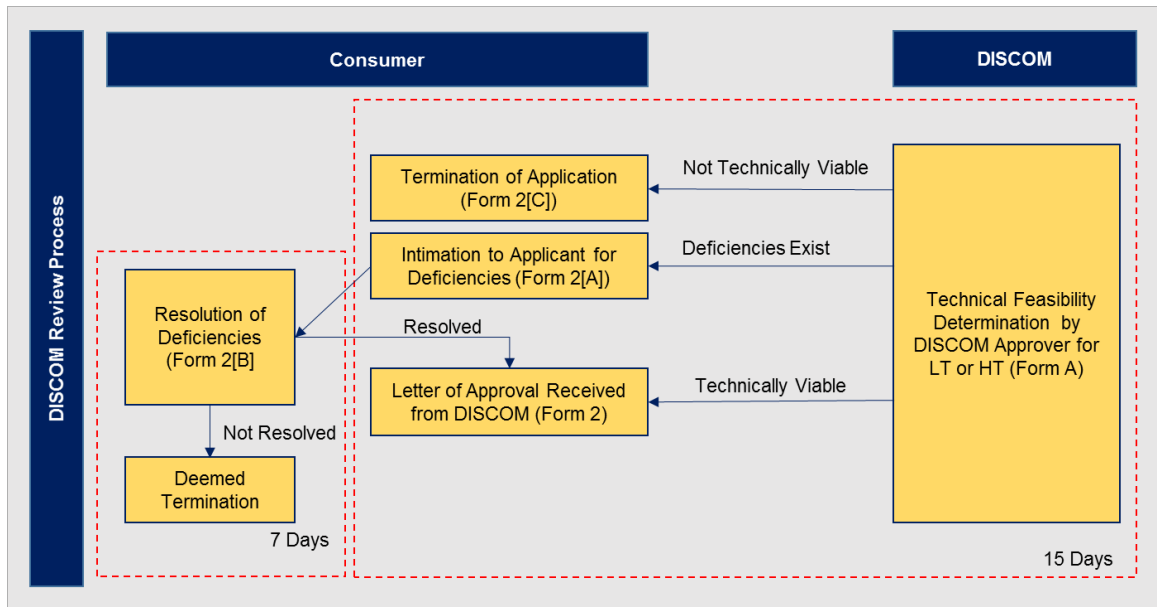 DISCOM Review Process
Consumer
DISCOM
Termination of Application
(Form 2[C])
Not Technically Viable
Intimation to Applicant for
Deficiencies (Form 2[A])
Deficiencies Exist
Technical Feasibility
Determination by
DISCOM Approver for
LT or HT (Form A)
Resolution of
Deficiencies
(Form 2[B]
Resolved
Letter of Approval Received
from DISCOM (Form 2)
Technically Viable
Not Resolved
Deemed
Termination
7 Days
15 Days